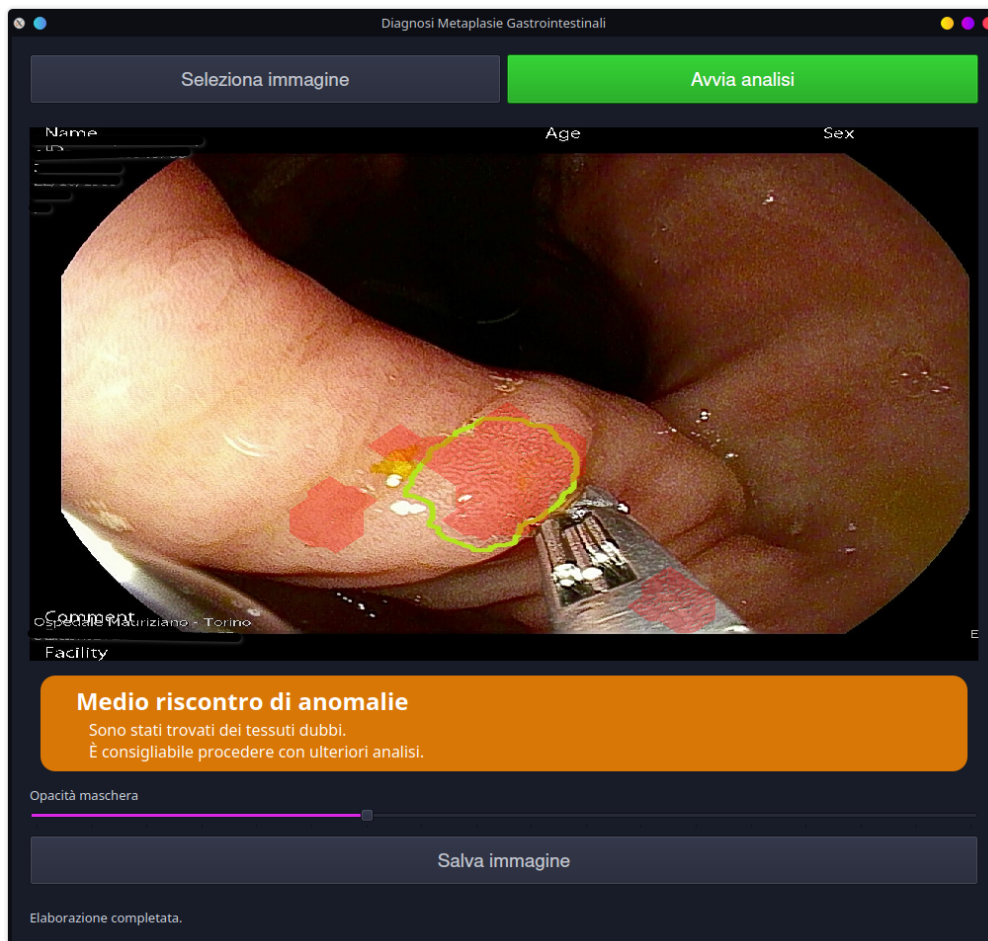 Diagnosi Metaplasie Gastrointestinali
Seleziona immagine
Avvia analisi
Name Age Sex
ID
Comment
Ospedale Mauriziano - Torino
E
Facility
Medio riscontro di anomalie
Sono stati trovati dei tessuti dubbi.
È consigliabile procedere con ulteriori analisi.
Opacità maschera
Salva immagine
Elaborazione completata.